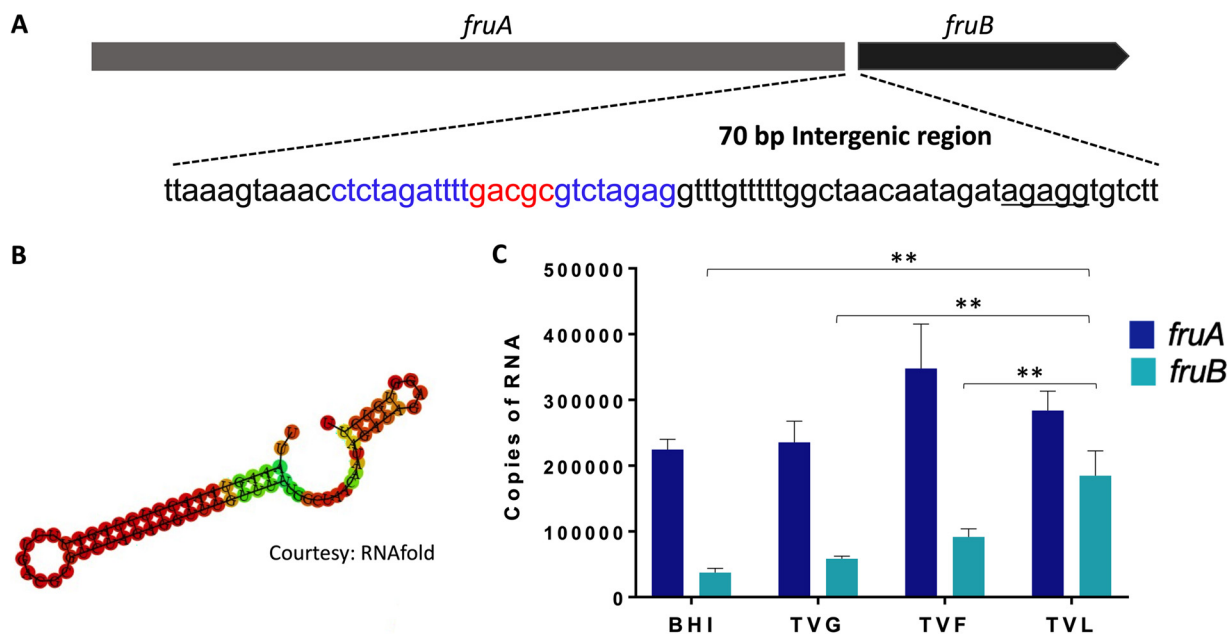 A
fruA
fruB
70 bp Intergenic region
ttaaagtaaacctctagattttgacgcgtctagaggtttgtttttggctaacaatagatagaggtgtctt
B
Courtesy: RNAfold
C
Copies of RNA
500000
400000
300000
200000
100000
0
**
**
**
BHI
TVG
TVF
TVL
fruA
fruB